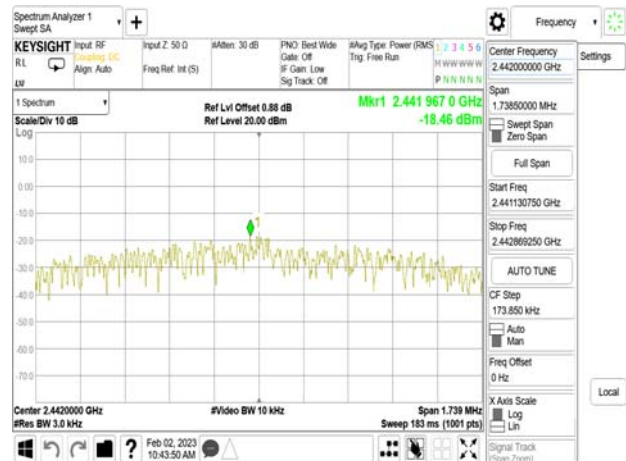 Spectrum Analyzer 1
Swept SA
Frequency
KEYSIGHT
Input: RF
Input Z: 50 Ω
#Atten: 30 dB
PNO: Best Wide
#Avg Type: Power (RMS
1 2 3 4 5 6
RL
Coupling: DC
Gate: Off
Trig: Free Run
M W W W W W
Align: Auto
Freq Ref: Int (S)
IF Gain: Low
Sig Track: Off
P N N N N N
1 Spectrum
Ref Lvl Offset 0.88 dB
Mkr1 2.441 967 0 GHz
Scale/Div 10 dB
Ref Level 20.00 dBm
-18.46 dBm
Log
10.0
0.00
-10.0
-20.0
-30.0
-40.0
-50.0
-60.0
-70.0
1
Center 2.4420000 GHz
#Video BW 10 kHz
Span 1.739 MHz
#Res BW 3.0 kHz
Sweep 183 ms (1001 pts)
Feb 02, 2023
10:43:50 AM
Center Frequency
2.442000000 GHz
Settings
Span
1.73850000 MHz
Swept Span
Zero Span
Full Span
Start Freq
2.441130750 GHz
Stop Freq
2.442869250 GHz
AUTO TUNE
CF Step
173.850 kHz
Auto
Man
Freq Offset
0 Hz
X Axis Scale
Log
Lin
Local
Signal Track
(Span Zoom)